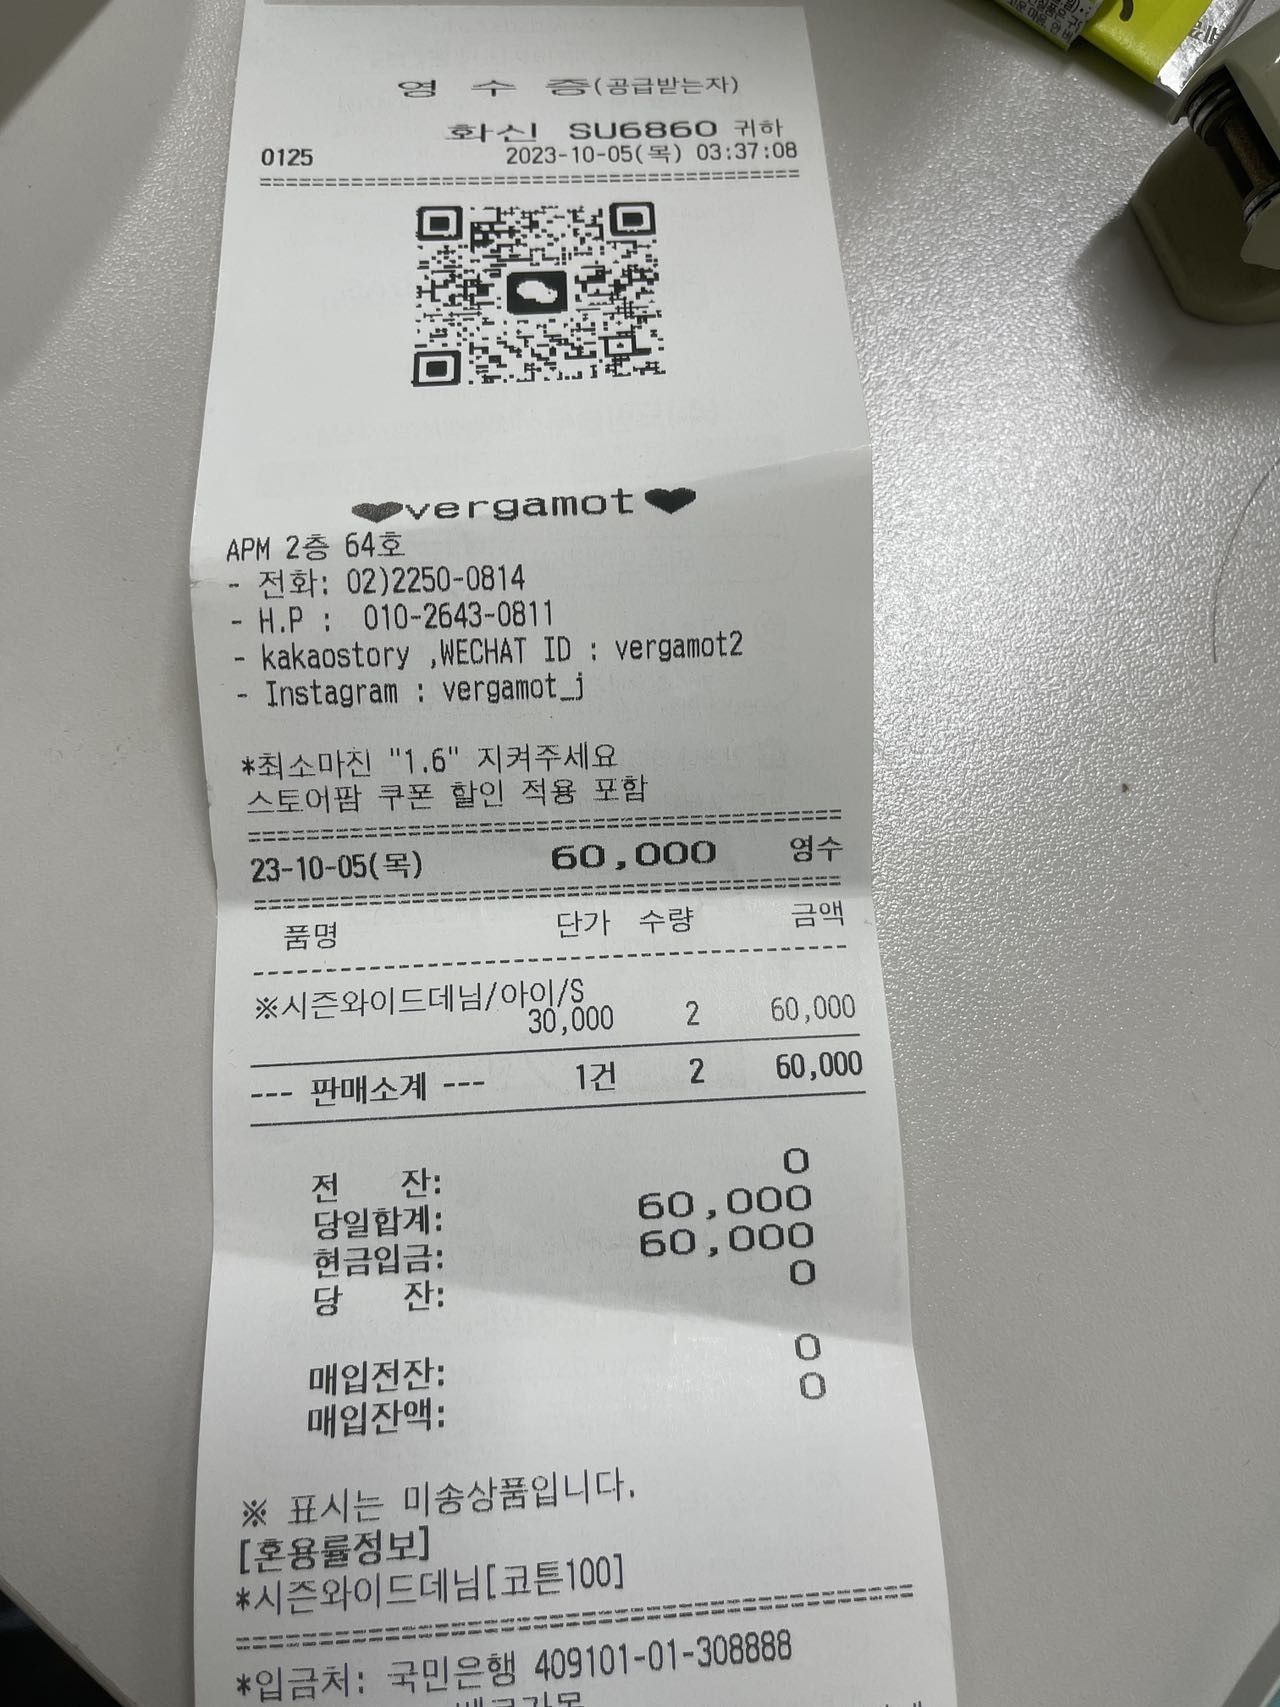 영 수 증(공급받는자)
화신 SU6860 귀하
0125 2023-10-05(목) 03:37:08
♥vergamot♥
APM 2층 64호
- 전화: 02)2250-0814
- H.P : 010-2643-0811
- kakaostory ,WECHAT ID : vergamot2
- Instagram : vergamot_j
*최소마진 "1.6" 지켜주세요
스토어팜 쿠폰 할인 적용 포함
23-10-05(목) 60,000 영수
품명 단가 수량 금액
※시즌와이드데님/아이/S
30,000 2 60,000
--- 판매소계 --- 1건 2 60,000
전 잔: 0
당일합계: 60,000
현금입금: 60,000
당 잔: 0
매입전잔: 0
매입잔액: 0
※ 표시는 미송상품입니다.
[혼용률정보]
*시즌와이드데님[코튼100]
*입금처: 국민은행 409101-01-308888